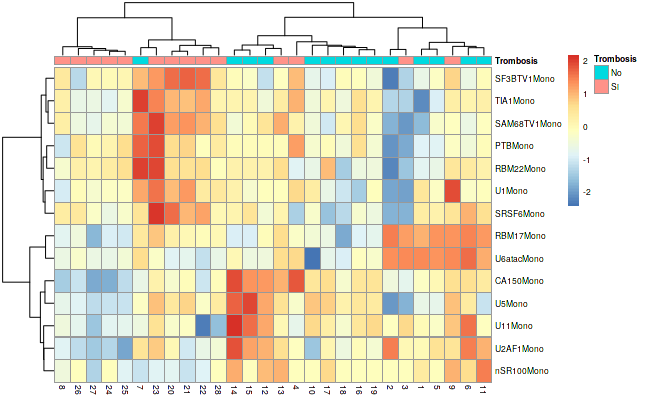 Trombosis
SF3BTV1Mono
TIA1Mono
SAM68TV1Mono
PTBMono
RBM22Mono
U1Mono
SRSF6Mono
RBM17Mono
U6atacMono
CA150Mono
U5Mono
U11Mono
U2AF1Mono
nSR100Mono
8 26 27 24 25 7 23 20 21 22 28 14 15 12 13 4 10 17 18 16 19 2 3 1 5 9 6 11
2
1
0
-1
-2
Trombosis
No
SI